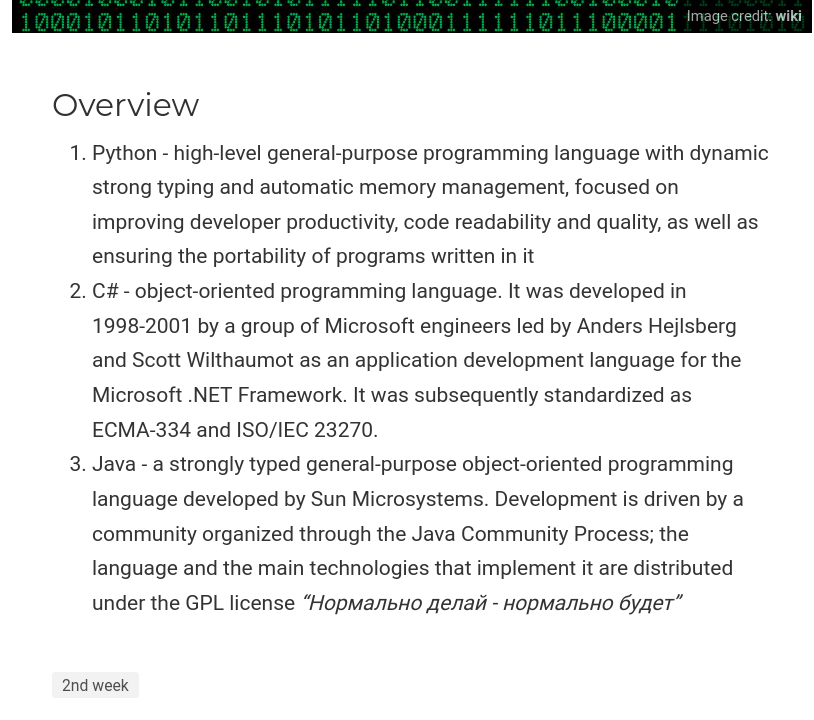 10001011010110111010110100011111101110000 1
Image credit: wiki
Overview
1. Python - high-level general-purpose programming language with dynamic
strong typing and automatic memory management, focused on
improving developer productivity, code readability and quality, as well as
ensuring the portability of programs written in it
2. C# - object-oriented programming language. It was developed in
1998-2001 by a group of Microsoft engineers led by Anders Hejlsberg
and Scott Wilthaumot as an application development language for the
Microsoft .NET Framework. It was subsequently standardized as
ECMA-334 and ISO/IEC 23270.
3. Java - a strongly typed general-purpose object-oriented programming
language developed by Sun Microsystems. Development is driven by a
community organized through the Java Community Process; the
language and the main technologies that implement it are distributed
under the GPL license “Нормально делай - нормально будет”
2nd week